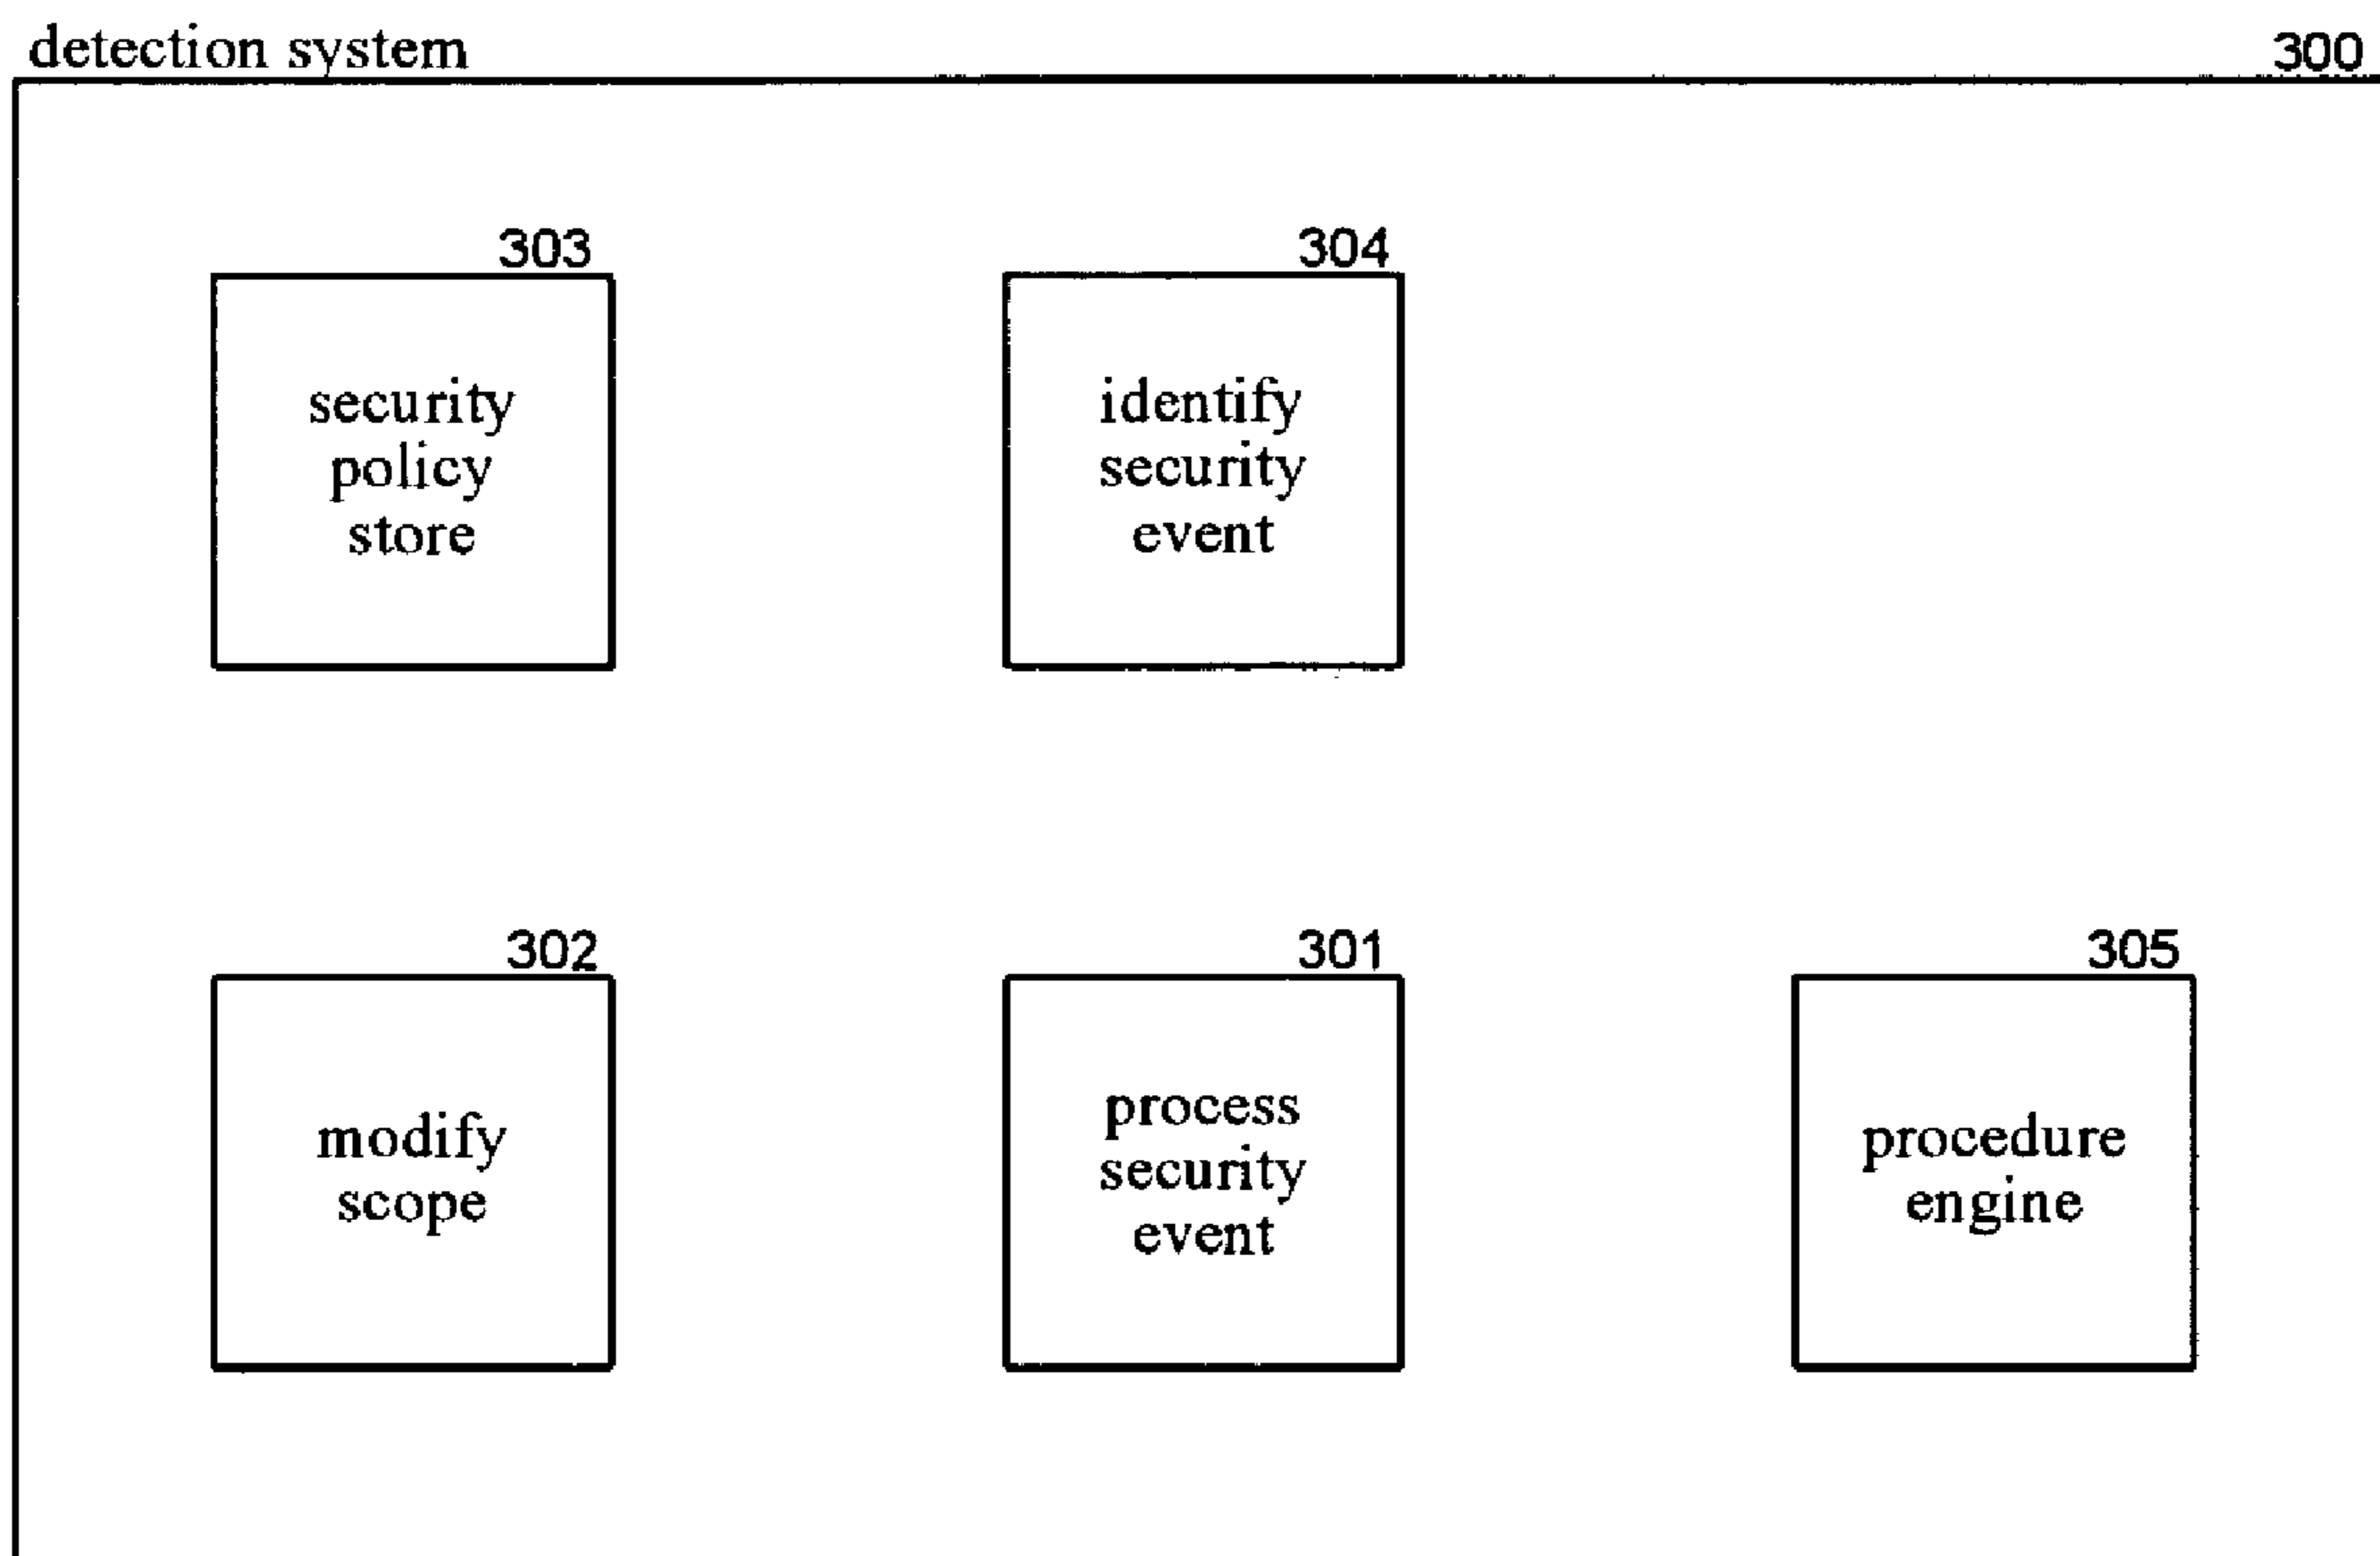 detection system
300
303
304
security
policy
store
identify
security
event
302
301
305
modify
scope
process
security
event
procedure
engine